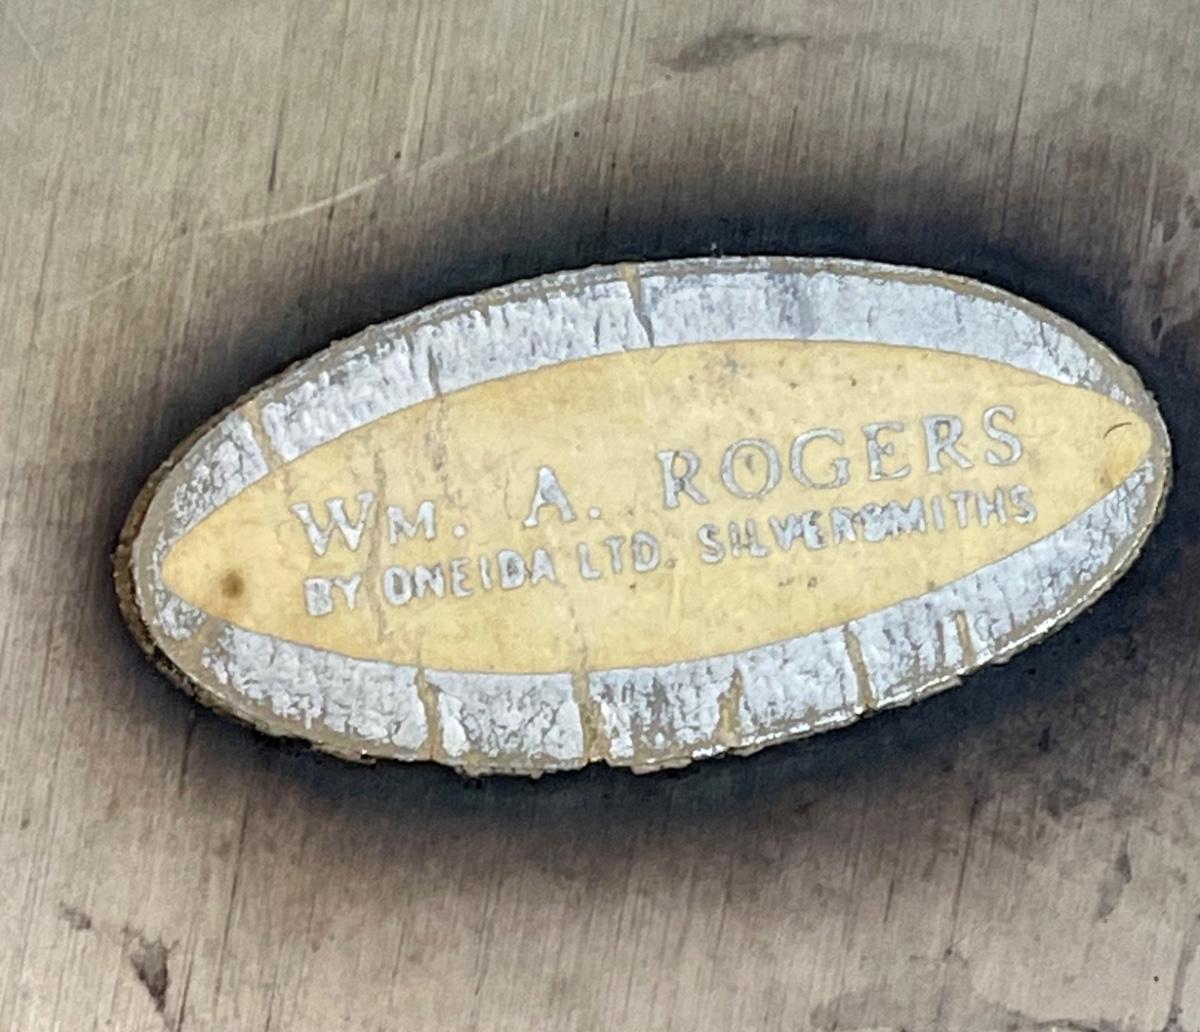 WM. A. ROGERS
BY ONEIDA LTD. SILVERSMITHS